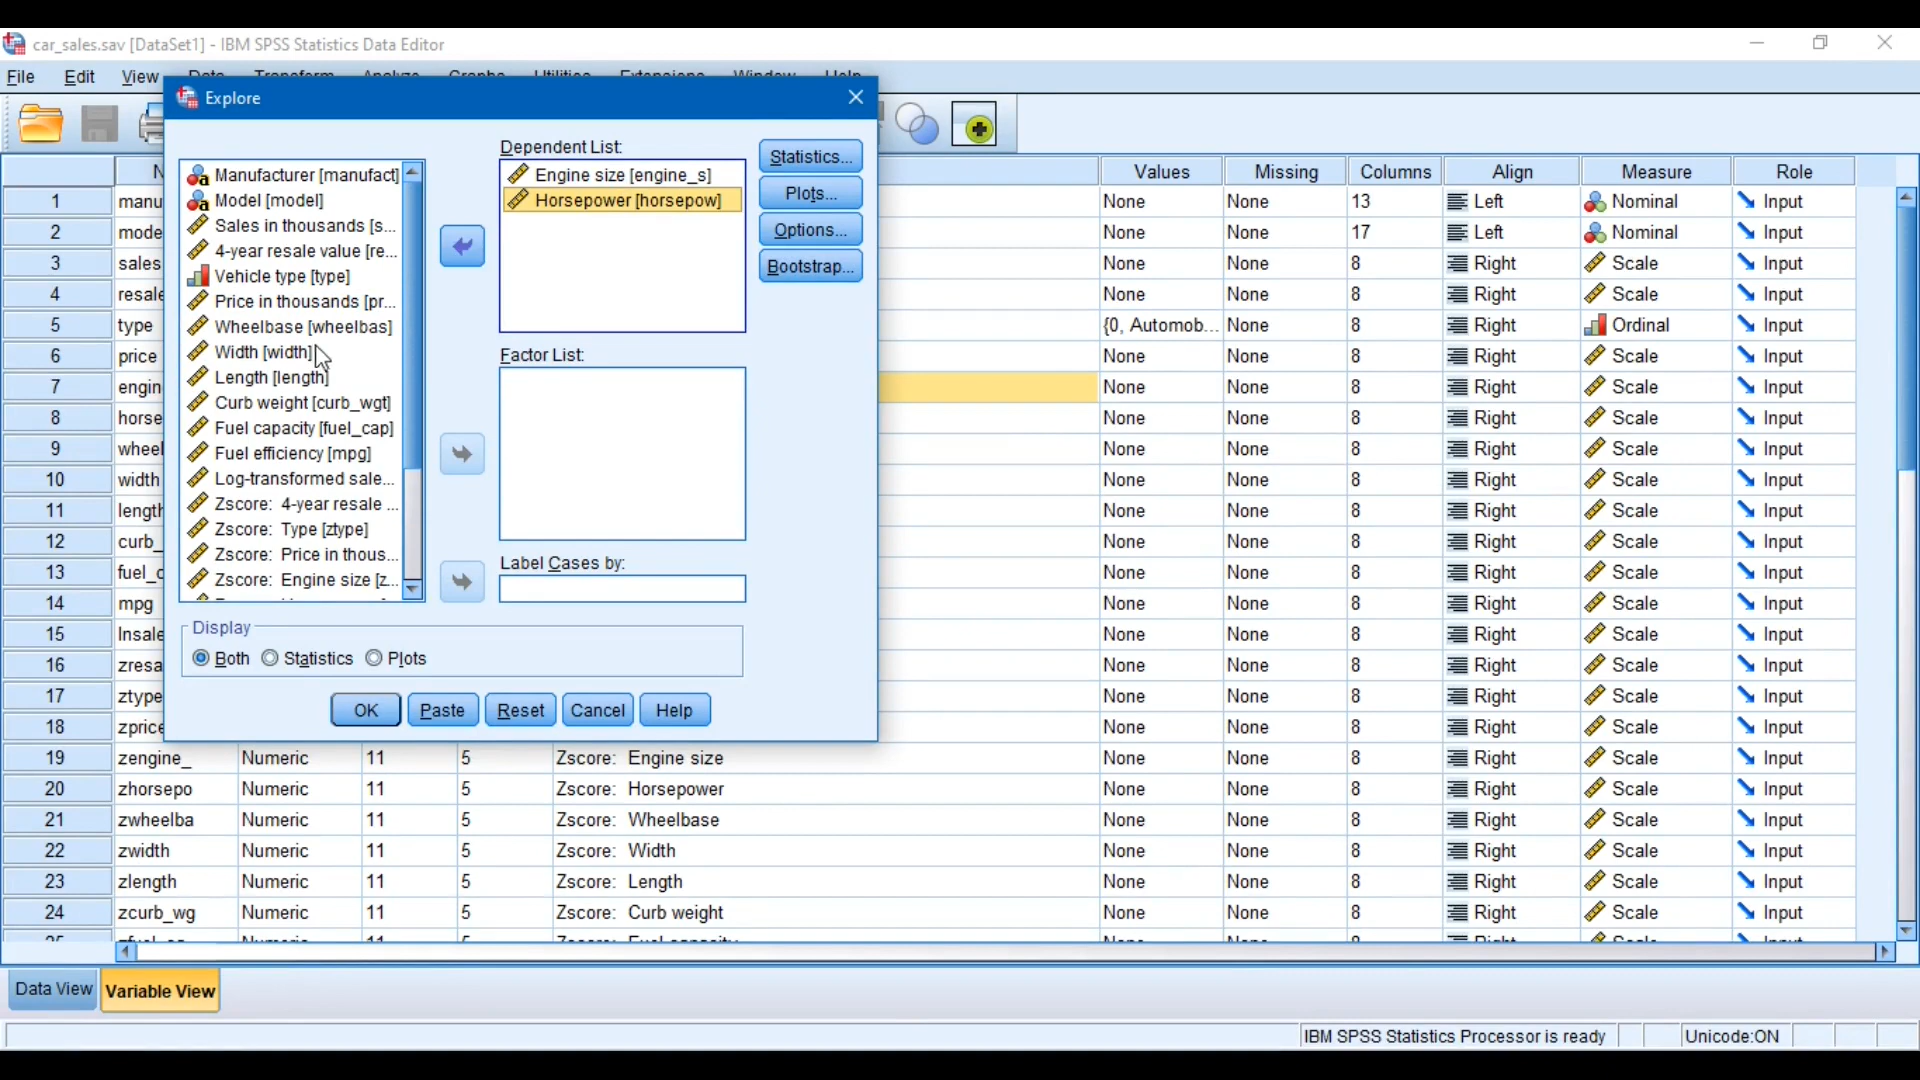 car_sales.sav [DataSet1] - IBM SPSS Statistics Data Editor
File Edit View Data Transform Analyze Graphs Utilities Extensions Window Help
Explore
Manufacturer [manufact]
Model [model]
Sales in thousands [s...
4-year resale value [re...
Vehicle type [type]
Price in thousands [pr...
Wheelbase [wheelbas]
Width [width]
Length [length]
Curb weight [curb_wgt]
Fuel capacity [fuel_cap]
Fuel efficiency [mpg]
Log-transformed sale...
Zscore: 4-year resale ...
Zscore: Type [ztype]
Zscore: Price in thous...
Zscore: Engine size [z...
Dependent List:
Engine size [engine_s]
Horsepower [horsepow]
Factor List:
Label Cases by:
Statistics...
Plots...
Options...
Bootstrap...
Display
Both Statistics Plots
OK Paste Reset Cancel Help
N Values Missing Columns Align Measure Role
1 manu None None 13 Left Nominal Input
2 mode None None 17 Left Nominal Input
3 sales None None 8 Right Scale Input
4 resale None None 8 Right Scale Input
5 type {0, Automob... None 8 Right Ordinal Input
6 price None None 8 Right Scale Input
7 engin None None 8 Right Scale Input
8 horse None None 8 Right Scale Input
9 wheel None None 8 Right Scale Input
10 width None None 8 Right Scale Input
11 length None None 8 Right Scale Input
12 curb_ None None 8 Right Scale Input
13 fuel_c None None 8 Right Scale Input
14 mpg None None 8 Right Scale Input
15 lnsale None None 8 Right Scale Input
16 zresa None None 8 Right Scale Input
17 ztype None None 8 Right Scale Input
18 zprice None None 8 Right Scale Input
19 zengine_ Numeric 11 5 Zscore: Engine size None None 8 Right Scale Input
20 zhorsepo Numeric 11 5 Zscore: Horsepower None None 8 Right Scale Input
21 zwheelba Numeric 11 5 Zscore: Wheelbase None None 8 Right Scale Input
22 zwidth Numeric 11 5 Zscore: Width None None 8 Right Scale Input
23 zlength Numeric 11 5 Zscore: Length None None 8 Right Scale Input
24 zcurb_wg Numeric 11 5 Zscore: Curb weight None None 8 Right Scale Input
Data View Variable View
IBM SPSS Statistics Processor is ready Unicode:ON